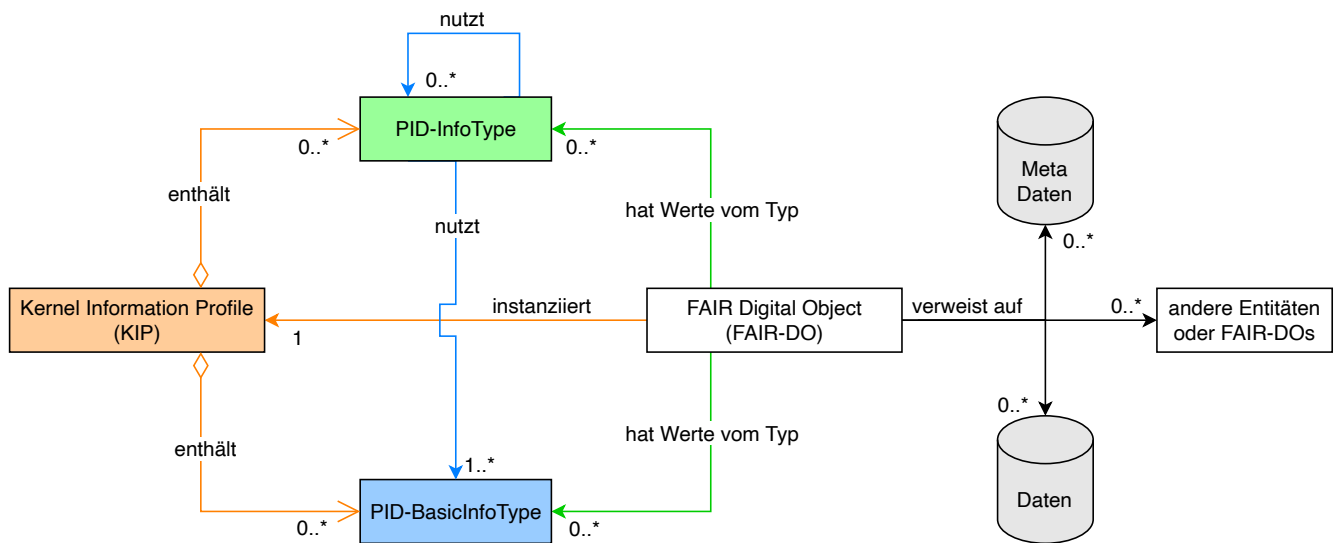 nutzt
0..*
PID-InfoType
0..*
0..*
Meta
Daten
enthält
hat Werte vom Typ
nutzt
0..*
Kernel Information Profile
(KIP)
1
instanziiert
FAIR Digital Object
(FAIR-DO)
verweist auf
0..*
andere Entitäten
oder FAIR-DOs
0..*
enthält
hat Werte vom Typ
1..*
PID-BasicInfoType
0..*
0..*
Daten